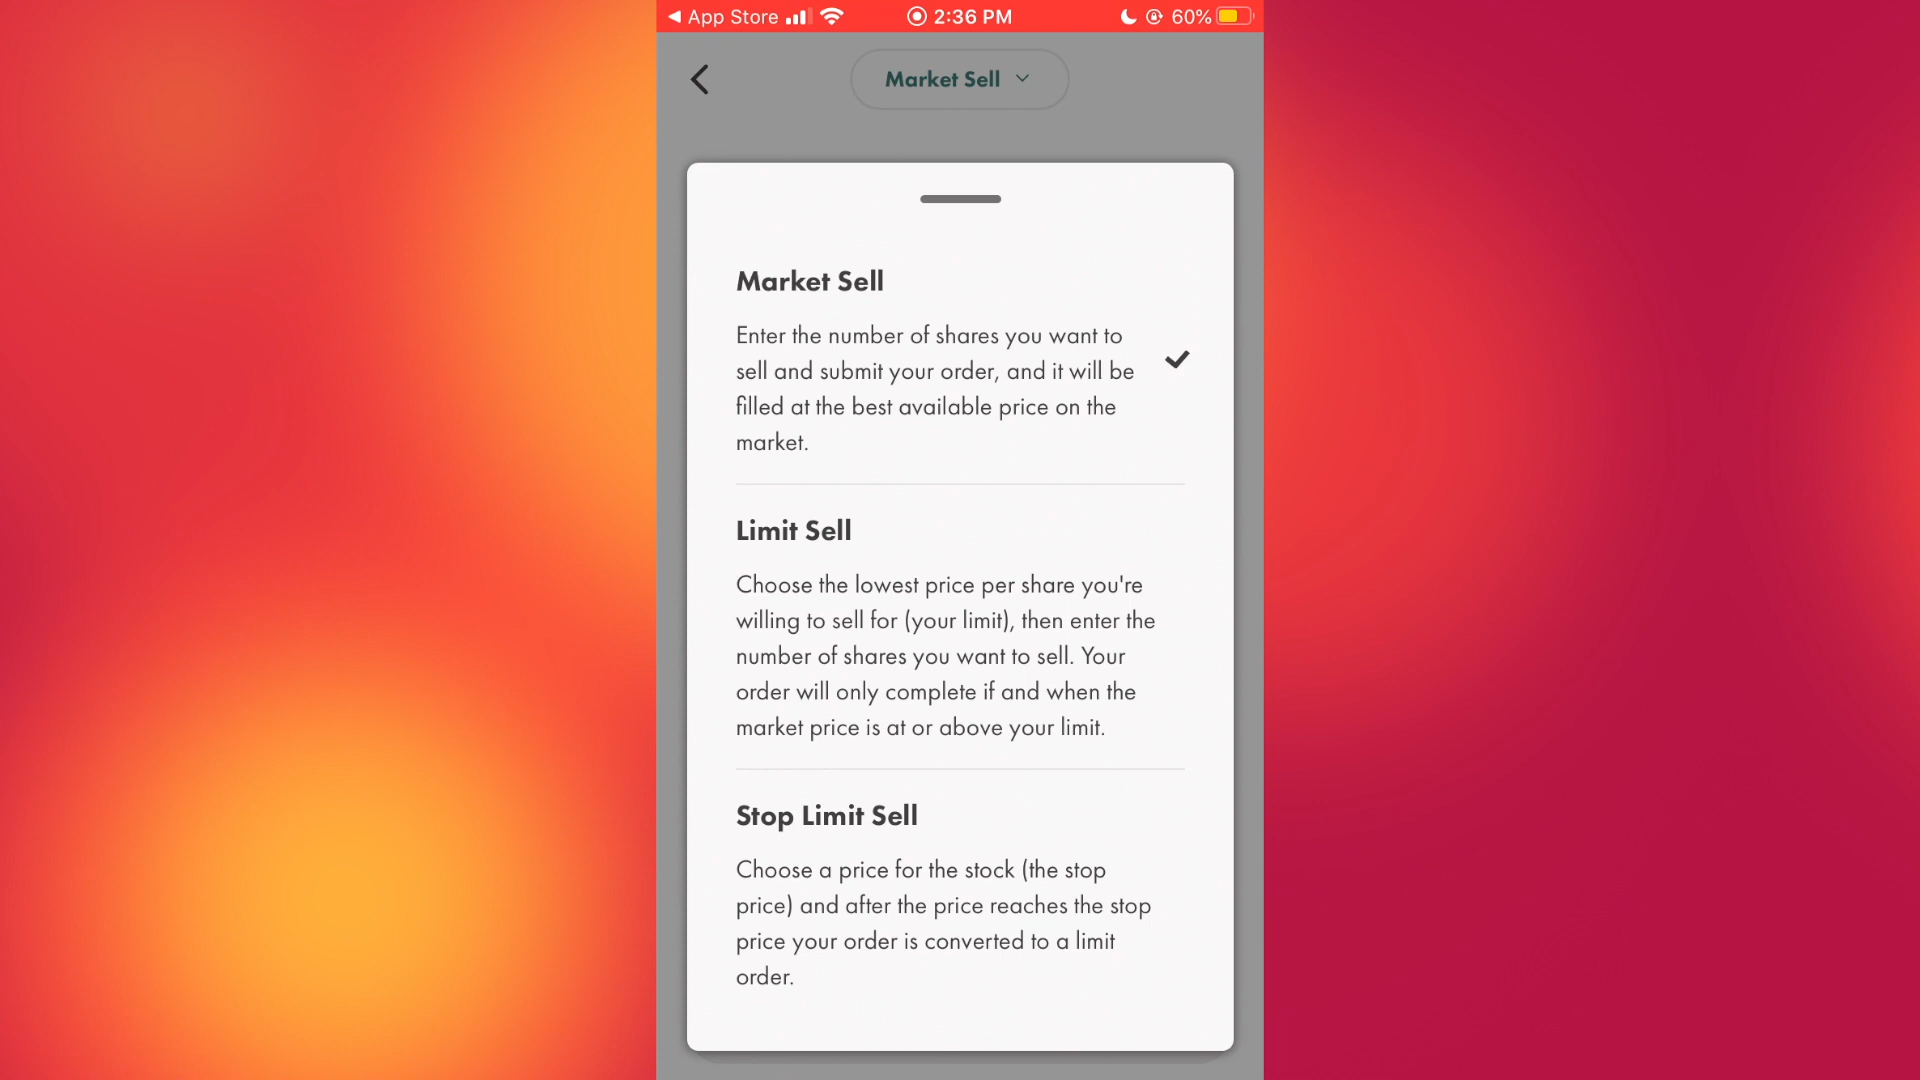 App Store 2:36 PM 60%
Market Sell
Market Sell
Enter the number of shares you want to
sell and submit your order, and it will be
filled at the best available price on the
market.
Limit Sell
Choose the lowest price per share you're
willing to sell for (your limit), then enter the
number of shares you want to sell. Your
order will only complete if and when the
market price is at or above your limit.
Stop Limit Sell
Choose a price for the stock (the stop
price) and after the price reaches the stop
price your order is converted to a limit
order.